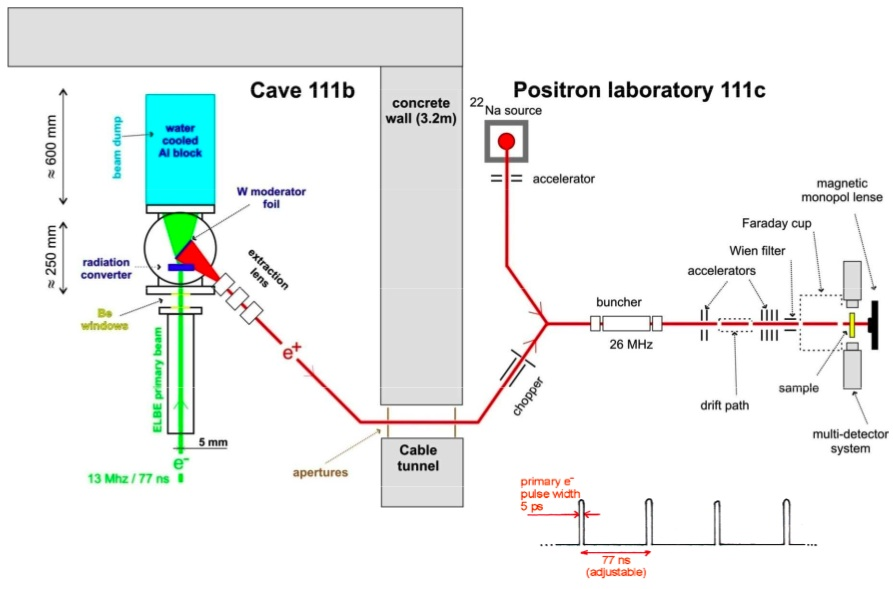 Cave 111b
Positron laboratory 111c
concrete
wall (3.2m)
22
Na source
accelerator
≈ 600 mm
beam dump
water
cooled
Al block
W moderator
foil
≈ 250 mm
radiation
converter
extraction
lens
Be
windows
ELBE primary beam
e+
5 mm
e-
13 Mhz / 77 ns
apertures
Cable
tunnel
chopper
buncher
26 MHz
magnetic
monopol lense
Faraday cup
Wien filter
accelerators
drift path
sample
multi-detector
system
primary e-
pulse width
5 ps
77 ns
(adjustable)